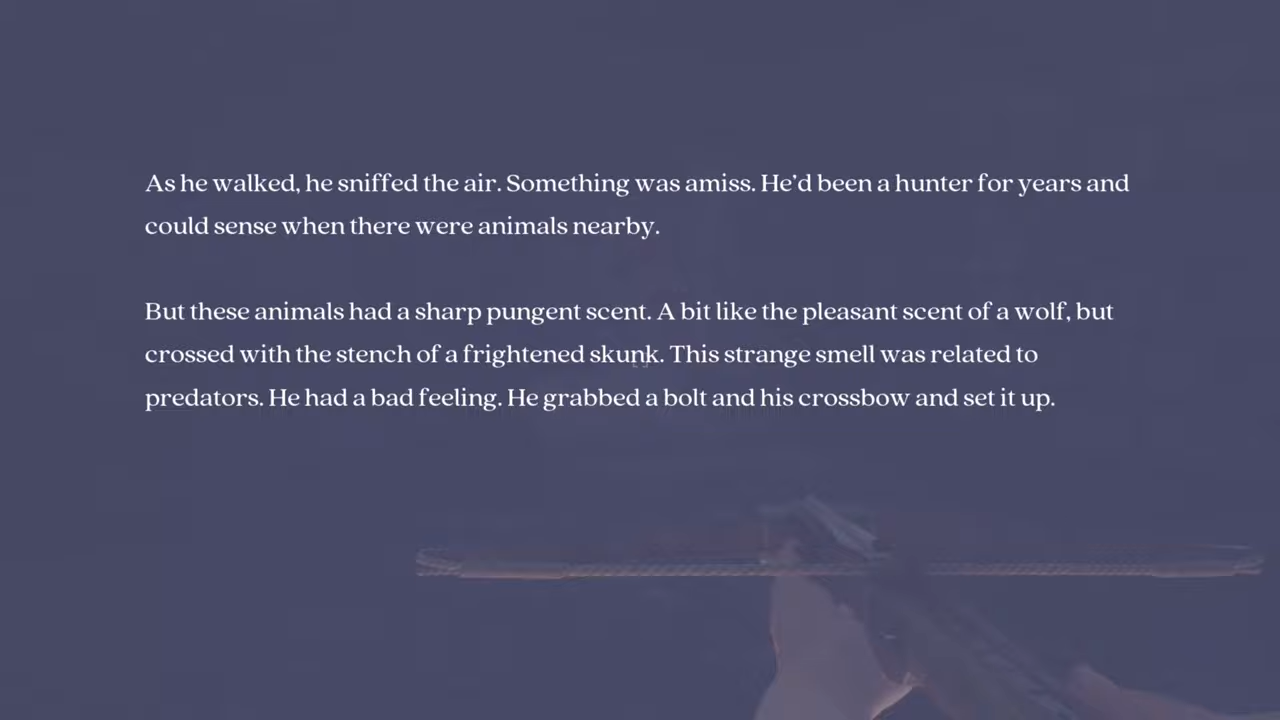 As he walked, he sniffed the air. Something was amiss. He’d been a hunter for years and
could sense when there were animals nearby.
But these animals had a sharp pungent scent. A bit like the pleasant scent of a wolf, but
crossed with the stench of a frightened skunk. This strange smell was related to
predators. He had a bad feeling. He grabbed a bolt and his crossbow and set it up.